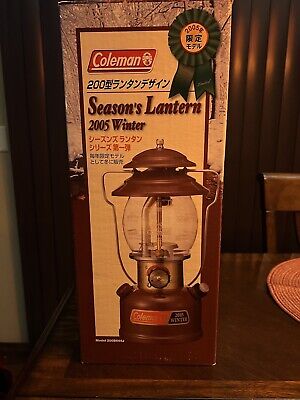 Coleman
2005年
限定
モデル
200型ランタンデザイン
Season's Lantern
2005 Winter
シーズンズランタン
シリーズ 第一弾
毎年限定モデル
として冬に販売
Coleman
2005
WINTER